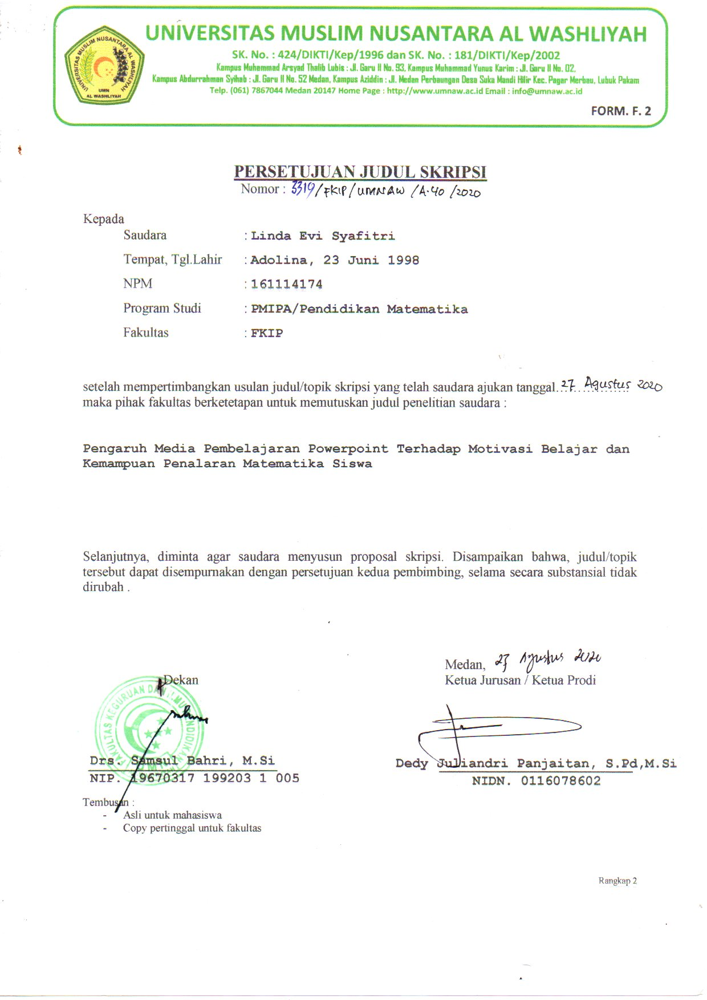 UNIVERSITAS MUSLIM NUSANTARA AL WASHLIYAH
UMN
AL WASHLIYAH
SK. No. : 424/DIKTI/Kep/1996 dan SK. No. : 181/DIKTI/Kep/2002
Kampus Muhammad Arsyad Thalib Lubis : Jl. Garu II No. 93, Kampus Muhammad Yunus Karim : Jl. Garu II No. 02,
Kampus Abdurrahman Syihab : Jl. Garu II No. 52 Medan, Kampus Aziddin : Jl. Medan Perbaungan Desa Suka Mandi Hilir Kec. Pagar Merbau, Lubuk Pakam
Telp. (061) 7867044 Medan 20147 Home Page : http://www.umnaw.ac.id Email : info@umnaw.ac.id
FORM. F. 2
UNIVERSITAS MUSLIM NUSANTARA AL WASHLIYAH
PERSETUJUAN JUDUL SKRIPSI
Nomor : 3319/FKIP/UMNAW/A.40/2020
Kepada
Saudara : Linda Evi Syafitri
Tempat, Tgl.Lahir : Adolina, 23 Juni 1998
NPM : 161114174
Program Studi : PMIPA/Pendidikan Matematika
Fakultas : FKIP
setelah mempertimbangkan usulan judul/topik skripsi yang telah saudara ajukan tanggal 27 Agustus 2020
maka pihak fakultas berketetapan untuk memutuskan judul penelitian saudara :
Pengaruh Media Pembelajaran Powerpoint Terhadap Motivasi Belajar dan
Kemampuan Penalaran Matematika Siswa
Selanjutnya, diminta agar saudara menyusun proposal skripsi. Disampaikan bahwa, judul/topik
tersebut dapat disempurnakan dengan persetujuan kedua pembimbing, selama secara substansial tidak
dirubah .
Medan, 27 Agustus 2020
Dekan
Ketua Jurusan / Ketua Prodi
FAKULTAS KEGURUAN DAN ILMU PENDIDIKAN
Drs. Samsul Bahri, M.Si
NIP. 19670317 199203 1 005
Dedy Juliandri Panjaitan, S.Pd,M.Si
NIDN. 0116078602
Tembusan :
- Asli untuk mahasiswa
- Copy pertinggal untuk fakultas
Rangkap 2